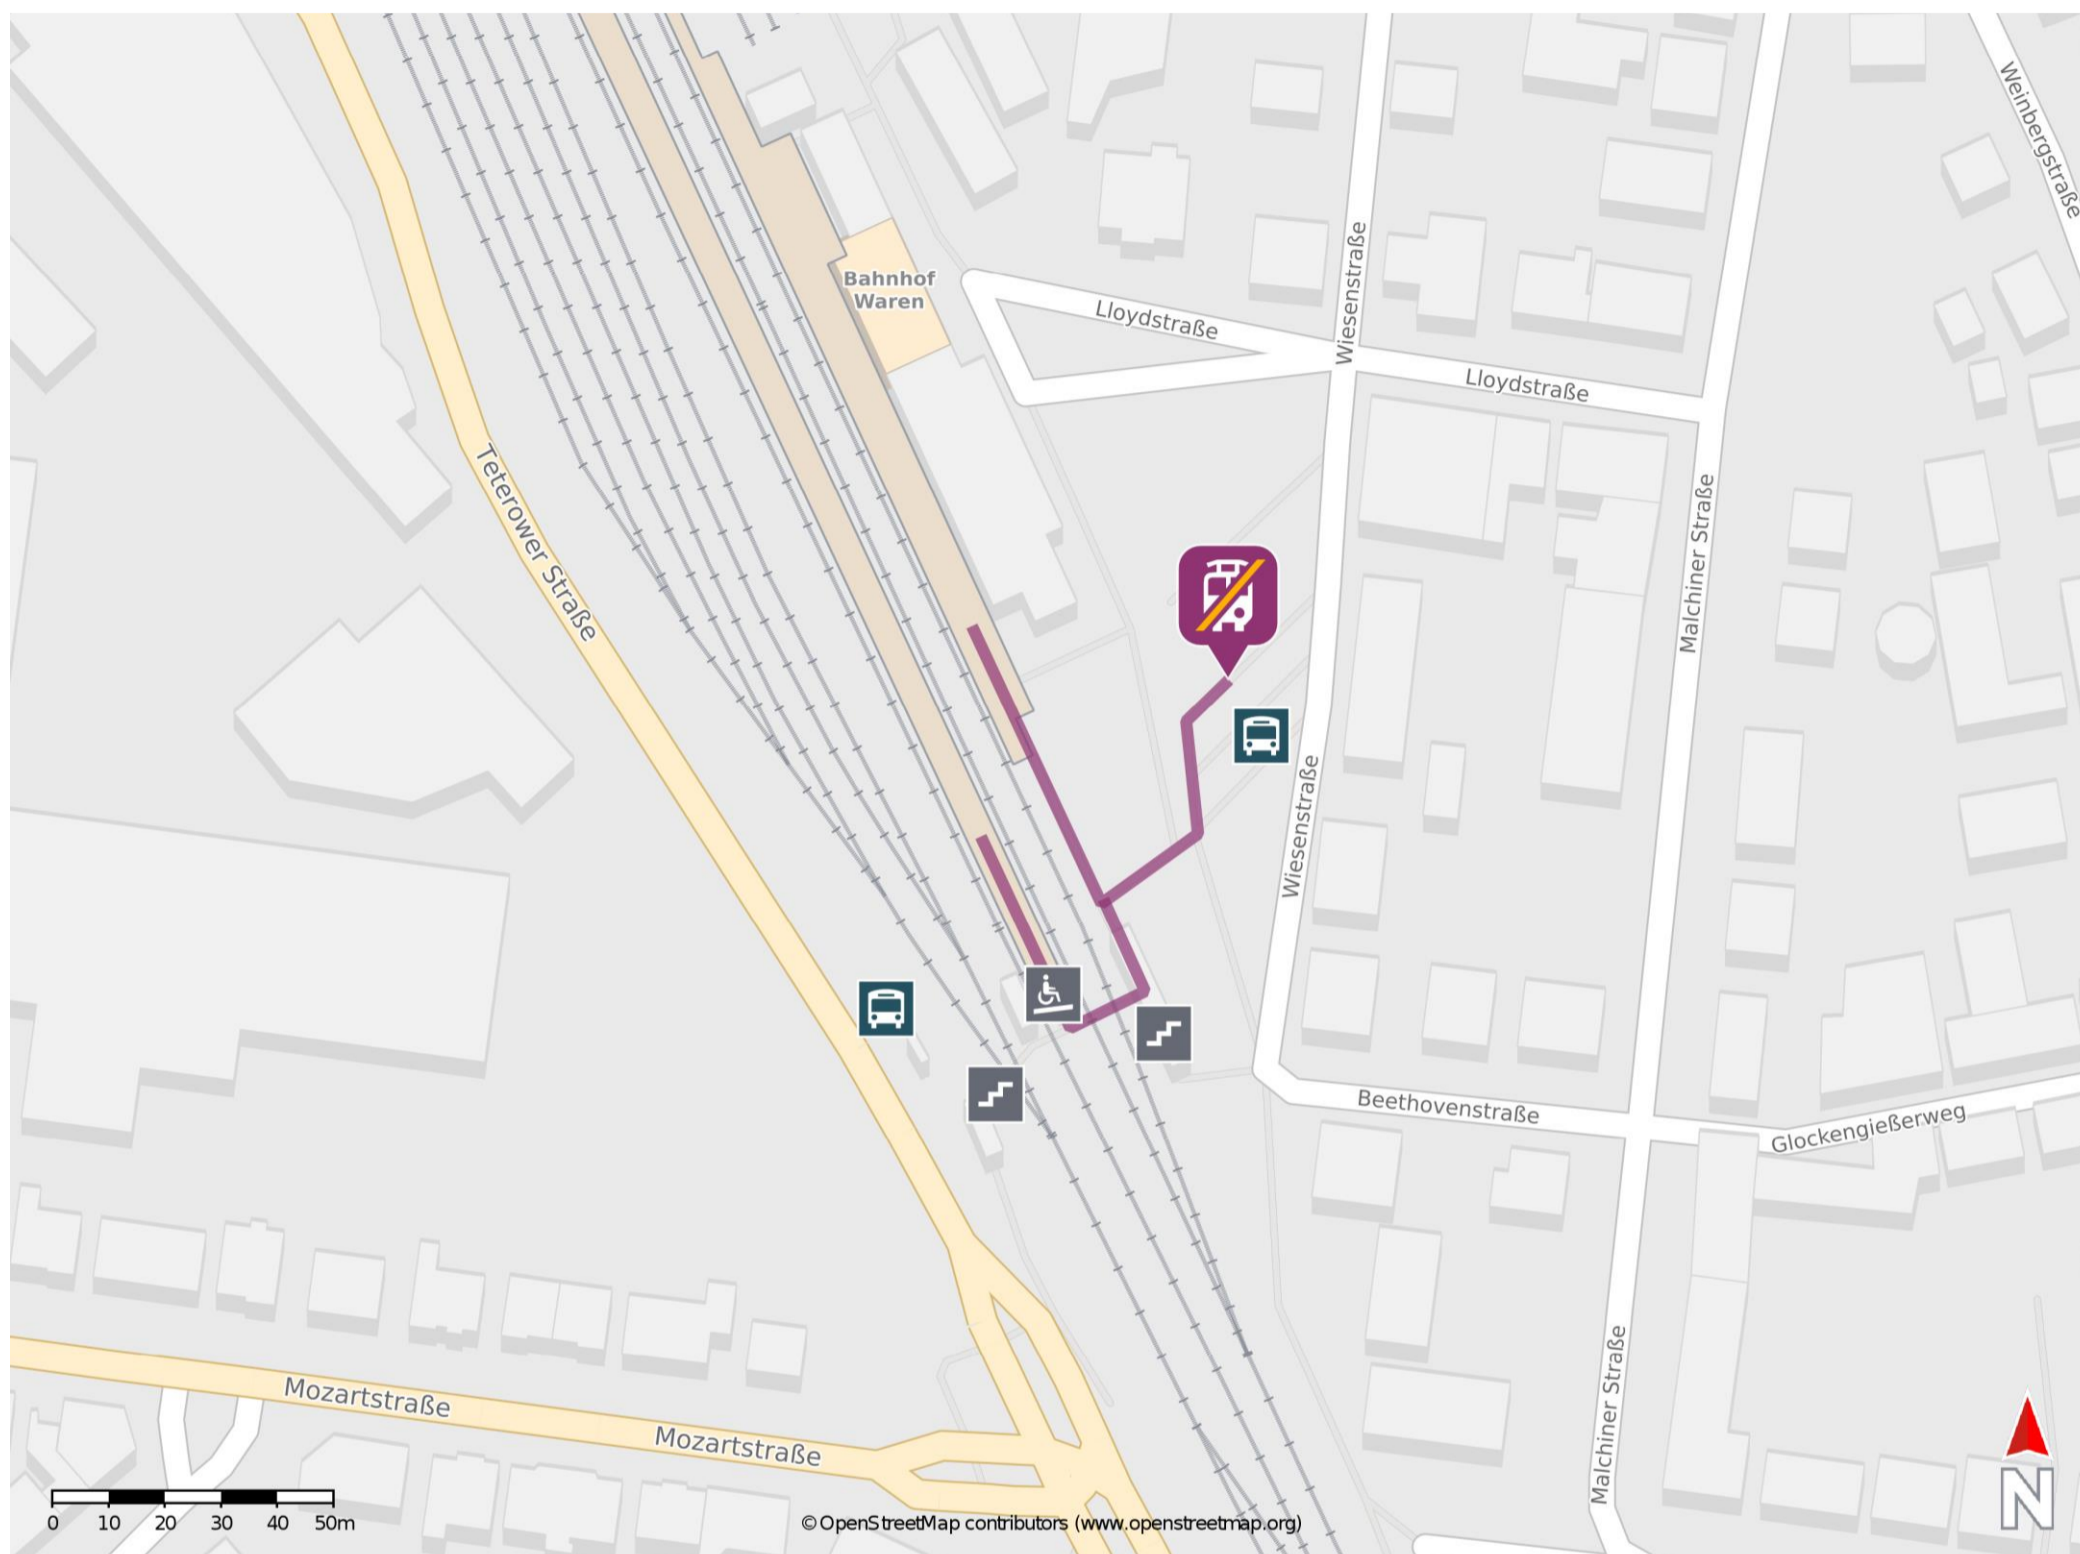 Weinbergstraße
Bahnhof
Waren
Lloydstraße
Wiesenstraße
Lloydstraße
Teterower Straße
Malchiner Straße
Wiesenstraße
Beethovenstraße
Glockengießerweg
Malchiner Straße
Mozartstraße
Mozartstraße
0 10 20 30 40 50m
©OpenStreetMap contributors (www.openstreetmap.org)
N